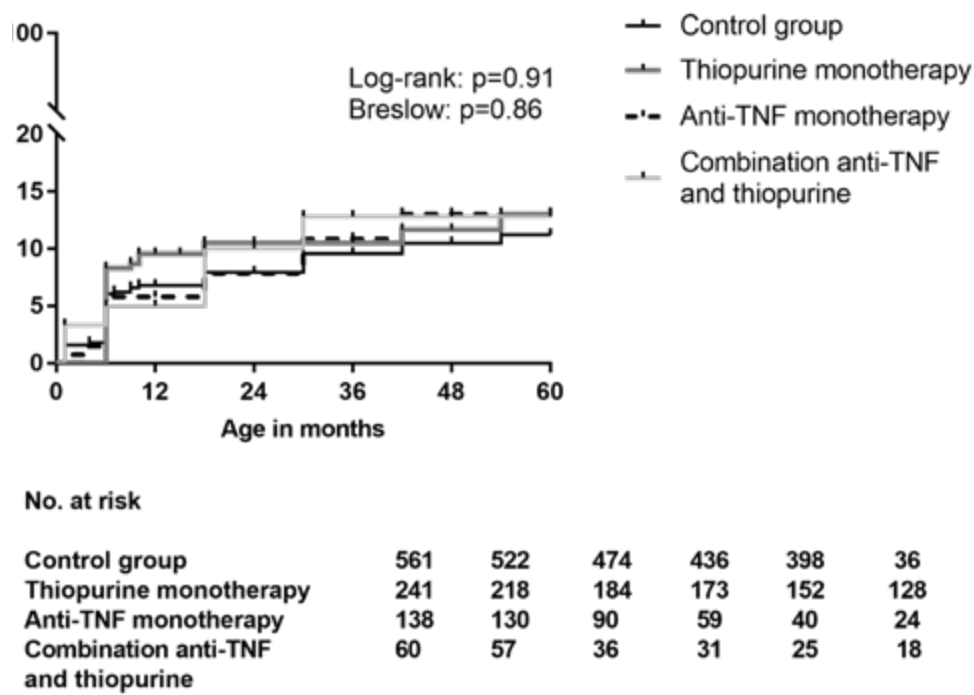 00
Log-rank: p=0.91
Breslow: p=0.86
20
15
10
5
0
0 12 24 36 48 60
Age in months
Control group
Thiopurine monotherapy
Anti-TNF monotherapy
Combination anti-TNF
and thiopurine
No. at risk
Control group 561 522 474 436 398 36
Thiopurine monotherapy 241 218 184 173 152 128
Anti-TNF monotherapy 138 130 90 59 40 24
Combination anti-TNF 60 57 36 31 25 18
and thiopurine